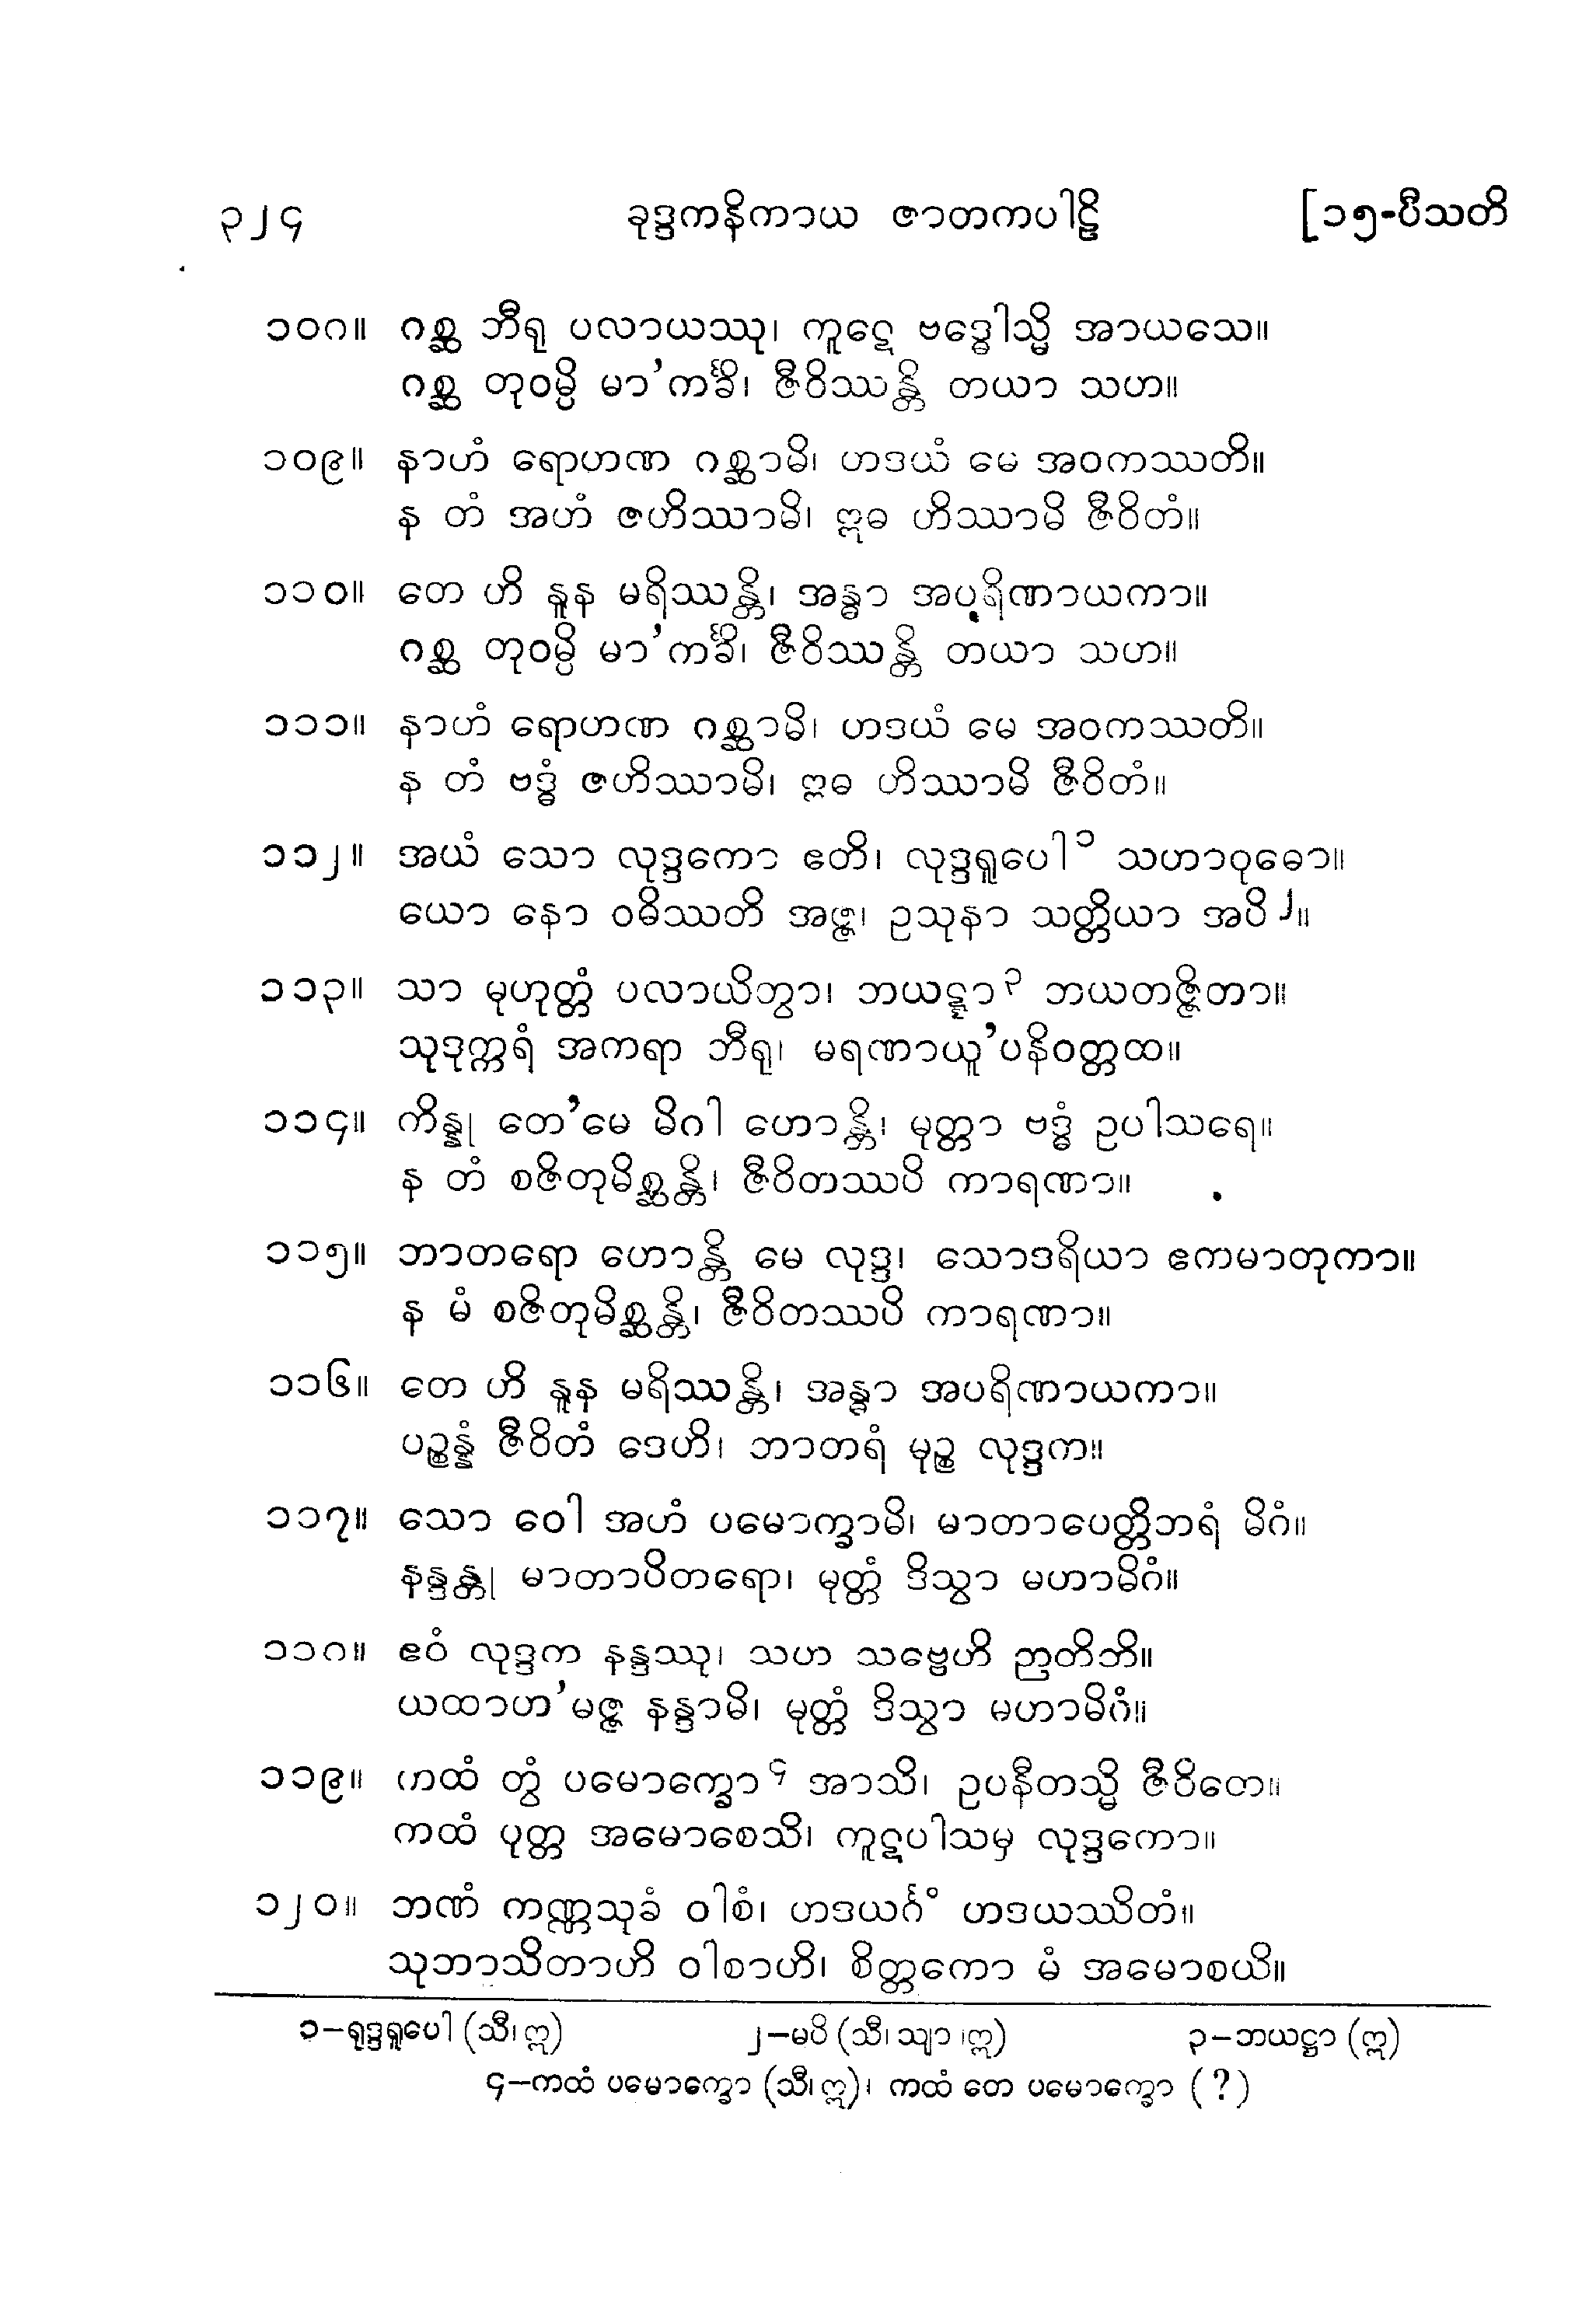 ၃၂၄ ခုဒ္ဒကနိကာယ ဇာတကပါဠိ [၁၅-ဝီသတိ
၁၀၈။ ဂစ္ဆ ဘီရု ပလာယဿု၊ ကူဋေ ဗဒ္ဓေါသ္မိ အာယသေ။
ဂစ္ဆ တုဝမ္ပိ မာ’ကင်္ခိ၊ ဇီဝိဿန္တိ တယာ သဟ။
၁၀၉။ နာဟံ ရောဟဏ ဂစ္ဆာမိ၊ ဟဒယံ မေ အဝကဿတိ။
န တံ အဟံ ဇဟိဿာမိ၊ ဣဓ ဟိဿာမိ ဇီဝိတံ။
၁၁၀။ တေ ဟိ နူန မရိဿန္တိ၊ အန္ဓာ အပရိဏာယကာ။
ဂစ္ဆ တုဝမ္ပိ မာ’ကင်္ခိ၊ ဇီဝိဿန္တိ တယာ သဟ။
၁၁၁။ နာဟံ ရောဟဏ ဂစ္ဆာမိ၊ ဟဒယံ မေ အဝကဿတိ။
န တံ ဗဒ္ဓံ ဇဟိဿာမိ၊ ဣဓ ဟိဿာမိ ဇီဝိတံ။
၁၁၂။ အယံ သော လုဒ္ဒကော ဧတိ၊ လုဒ္ဒရူပေါ ၁ သဟာဝုဓော။
ယော နော ဝဓိဿတိ အဇ္ဇ၊ ဥသုနာ သတ္တိယာ အပိ ၂။
၁၁၃။ သာ မုဟုတ္တံ ပလာယိတွာ၊ ဘယဋ္ဋာ ၃ ဘယတဇ္ဇိတာ။
သုဒုက္ကရံ အကရာ ဘီရု၊ မရဏာယူ’ပနိဝတ္တထ။
၁၁၄။ ကိန္နု တေ’မေ မိဂါ ဟောန္တိ၊ မုတ္တာ ဗဒ္ဓံ ဥပါသရေ။
န တံ စဇိတုမိစ္ဆန္တိ၊ ဇီဝိတဿပိ ကာရဏာ။
၁၁၅။ ဘာတရော ဟောန္တိ မေ လုဒ္ဒ၊ သောဒရိယာ ဧကမာတုကာ။
န မံ စဇိတုမိစ္ဆန္တိ၊ ဇီဝိတဿပိ ကာရဏာ။
၁၁၆။ တေ ဟိ နူန မရိဿန္တိ၊ အန္ဓာ အပရိဏာယကာ။
ပဉ္စန္နံ ဇီဝိတံ ဒေဟိ၊ ဘာတရံ မုဉ္စ လုဒ္ဒက။
၁၁၇။ သော ဝေါ အဟံ ပမောက္ခာမိ၊ မာတာပေတ္တိဘရံ မိဂံ။
နန္ဒန္တု မာတာပိတရော၊ မုတ္တံ ဒိသွာ မဟာမိဂံ။
၁၁၈။ ဧဝံ လုဒ္ဒက နန္ဒဿု၊ သဟ သဗ္ဗေဟိ ဉာတိဘိ။
ယထာဟ’မဇ္ဇ နန္ဒာမိ၊ မုတ္တံ ဒိသွာ မဟာမိဂံ။
၁၁၉။ ကထံ တွံ ပမောက္ခော ၄ အာသိ၊ ဥပနီတသ္မိ ဇီဝိတေ။
ကထံ ပုတ္တ အမောစေသိ၊ ကူဋပါသမှ လုဒ္ဒကော။
၁၂၀။ ဘဏံ ကဏ္ဏသုခံ ဝါစံ၊ ဟဒယင်္ဂံ ဟဒယဿိတံ။
သုဘာသိတာဟိ ဝါစာဟိ၊ စိတ္တကော မံ အမောစယိ။
၁–ရုဒ္ဒရူပေါ (သီ၊ ဣ) ၂–မပိ (သီ၊ သျာ ၊ဣ) ၃–ဘယဋ္ဌာ (ဣ)
၄–ကထံ ပမောက္ခော (သီ၊ ဣ)၊ ကထံ တေ ပမောက္ခော (?)